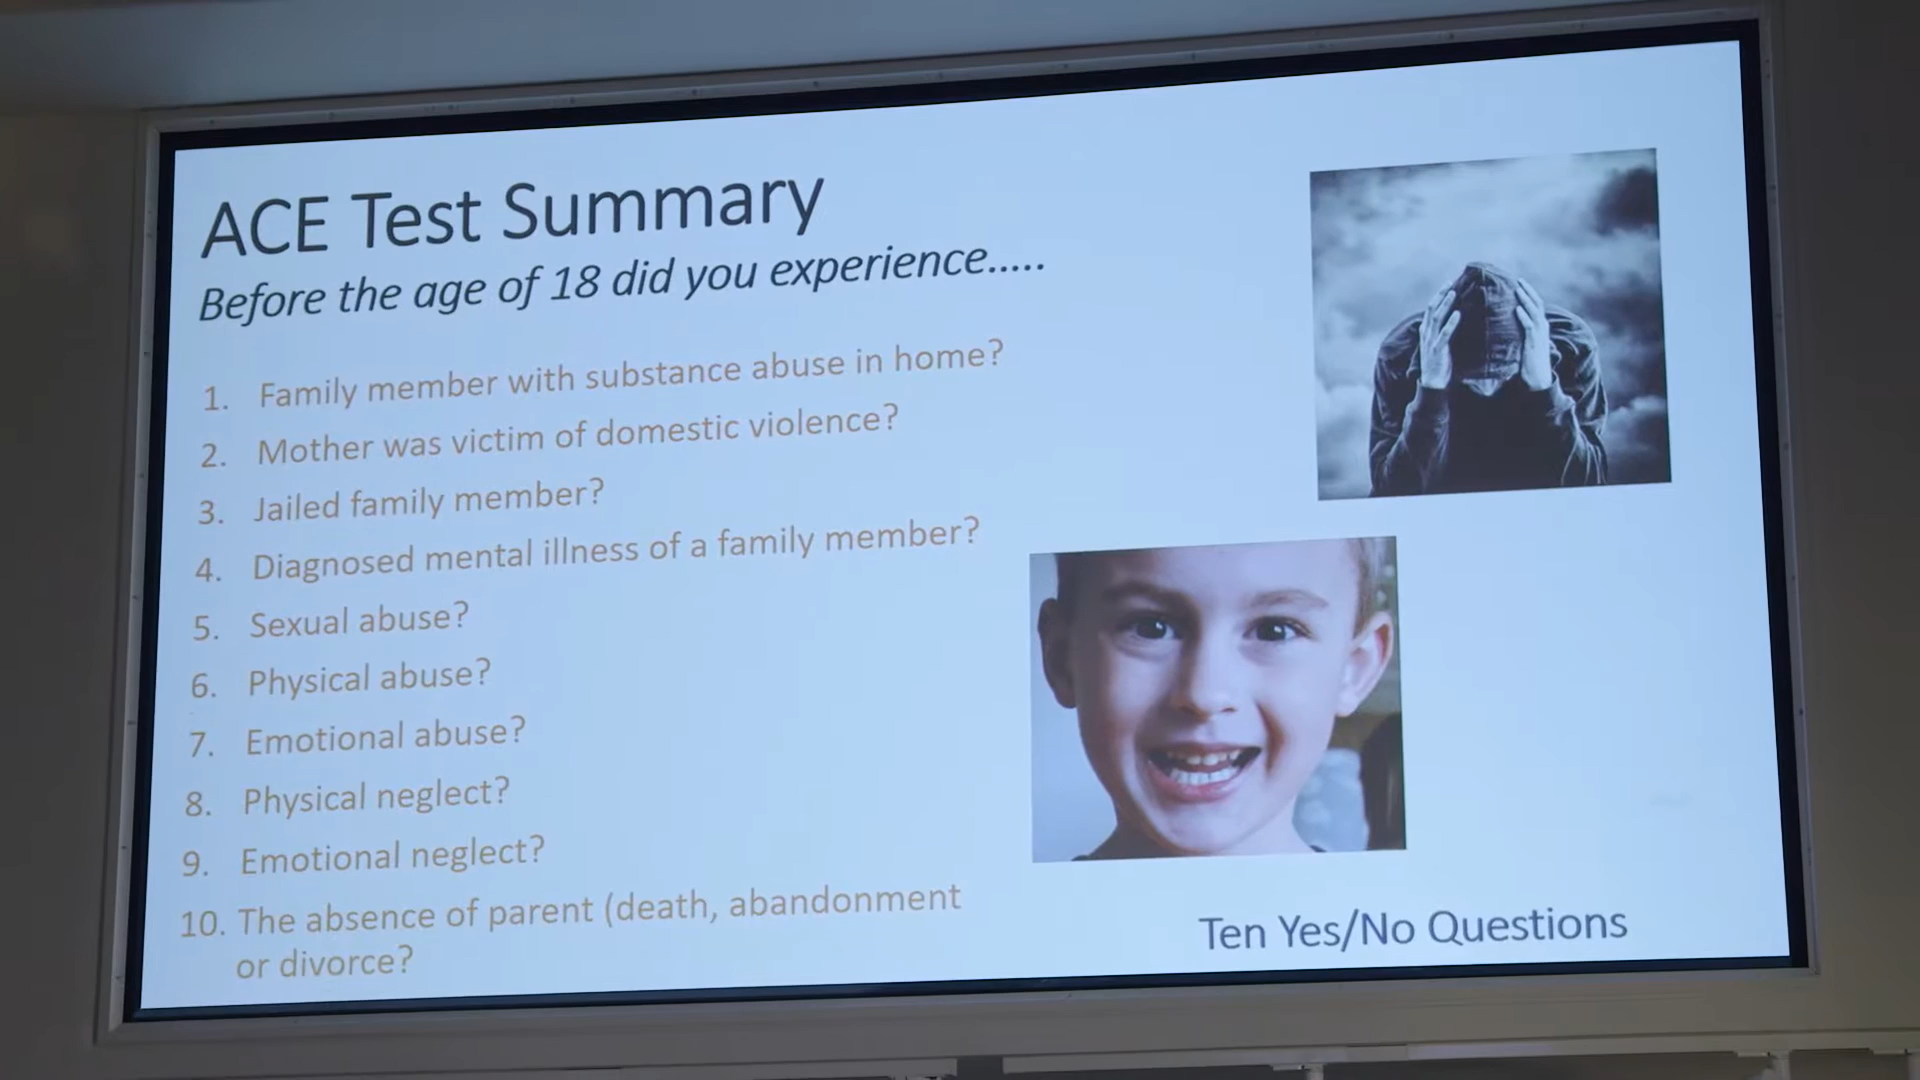 ACE Test Summary
Before the age of 18 did you experience.....
1. Family member with substance abuse in home?
2. Mother was victim of domestic violence?
3. Jailed family member?
4. Diagnosed mental illness of a family member?
5. Sexual abuse?
6. Physical abuse?
7. Emotional abuse?
8. Physical neglect?
9. Emotional neglect?
10. The absence of parent (death, abandonment
or divorce?
Ten Yes/No Questions